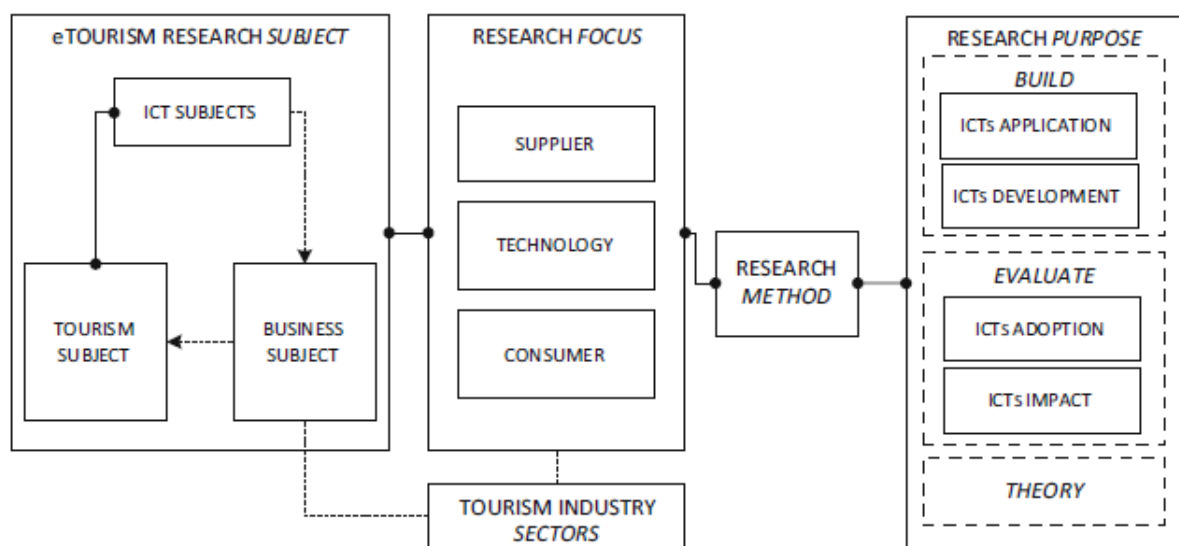 eTOURISM RESEARCH SUBJECT
ICT SUBJECTS
TOURISM
SUBJECT
BUSINESS
SUBJECT
RESEARCH FOCUS
SUPPLIER
TECHNOLOGY
CONSUMER
TOURISM INDUSTRY
SECTORS
RESEARCH
METHOD
RESEARCH PURPOSE
BUILD
ICTs APPLICATION
ICTs DEVELOPMENT
EVALUATE
ICTs ADOPTION
ICTs IMPACT
THEORY